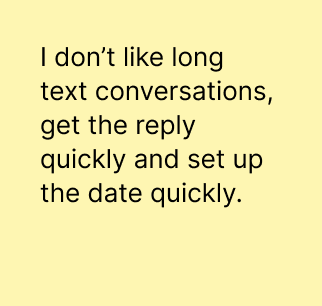 I don’t like long
text conversations,
get the reply
quickly and set up
the date quickly.